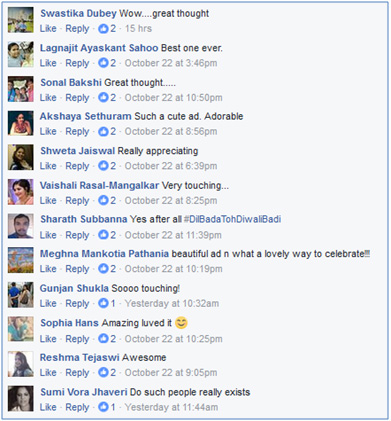 Swastika Dubey Wow....great thought
Like · Reply · 2 · 15 hrs
Lagnajit Ayaskant Sahoo Best one ever.
Like · Reply · 2 · October 22 at 3:46pm
Sonal Bakshi Great thought.....
Like · Reply · 2 · October 22 at 10:50pm
Akshaya Sethuram Such a cute ad. Adorable
Like · Reply · 2 · October 22 at 8:56pm
Shweta Jaiswal Really appreciating
Like · Reply · 2 · October 22 at 6:39pm
Vaishali Rasal-Mangalkar Very touching...
Like · Reply · 2 · October 22 at 8:25pm
Sharath Subbanna Yes after all #DilBadaTohDiwaliBadi
Like · Reply · 2 · October 22 at 11:39pm
Meghna Mankotia Pathania beautiful ad n what a lovely way to celebrate!!!
Like · Reply · 2 · October 22 at 10:19pm
Gunjan Shukla Soooo touching!
Like · Reply · 1 · Yesterday at 10:32am
Sophia Hans Amazing luved it 😊
Like · Reply · 2 · October 22 at 10:25pm
Reshma Tejaswi Awesome
Like · Reply · 2 · October 22 at 9:05pm
Sumi Vora Jhaveri Do such people really exists
Like · Reply · 1 · Yesterday at 11:44am